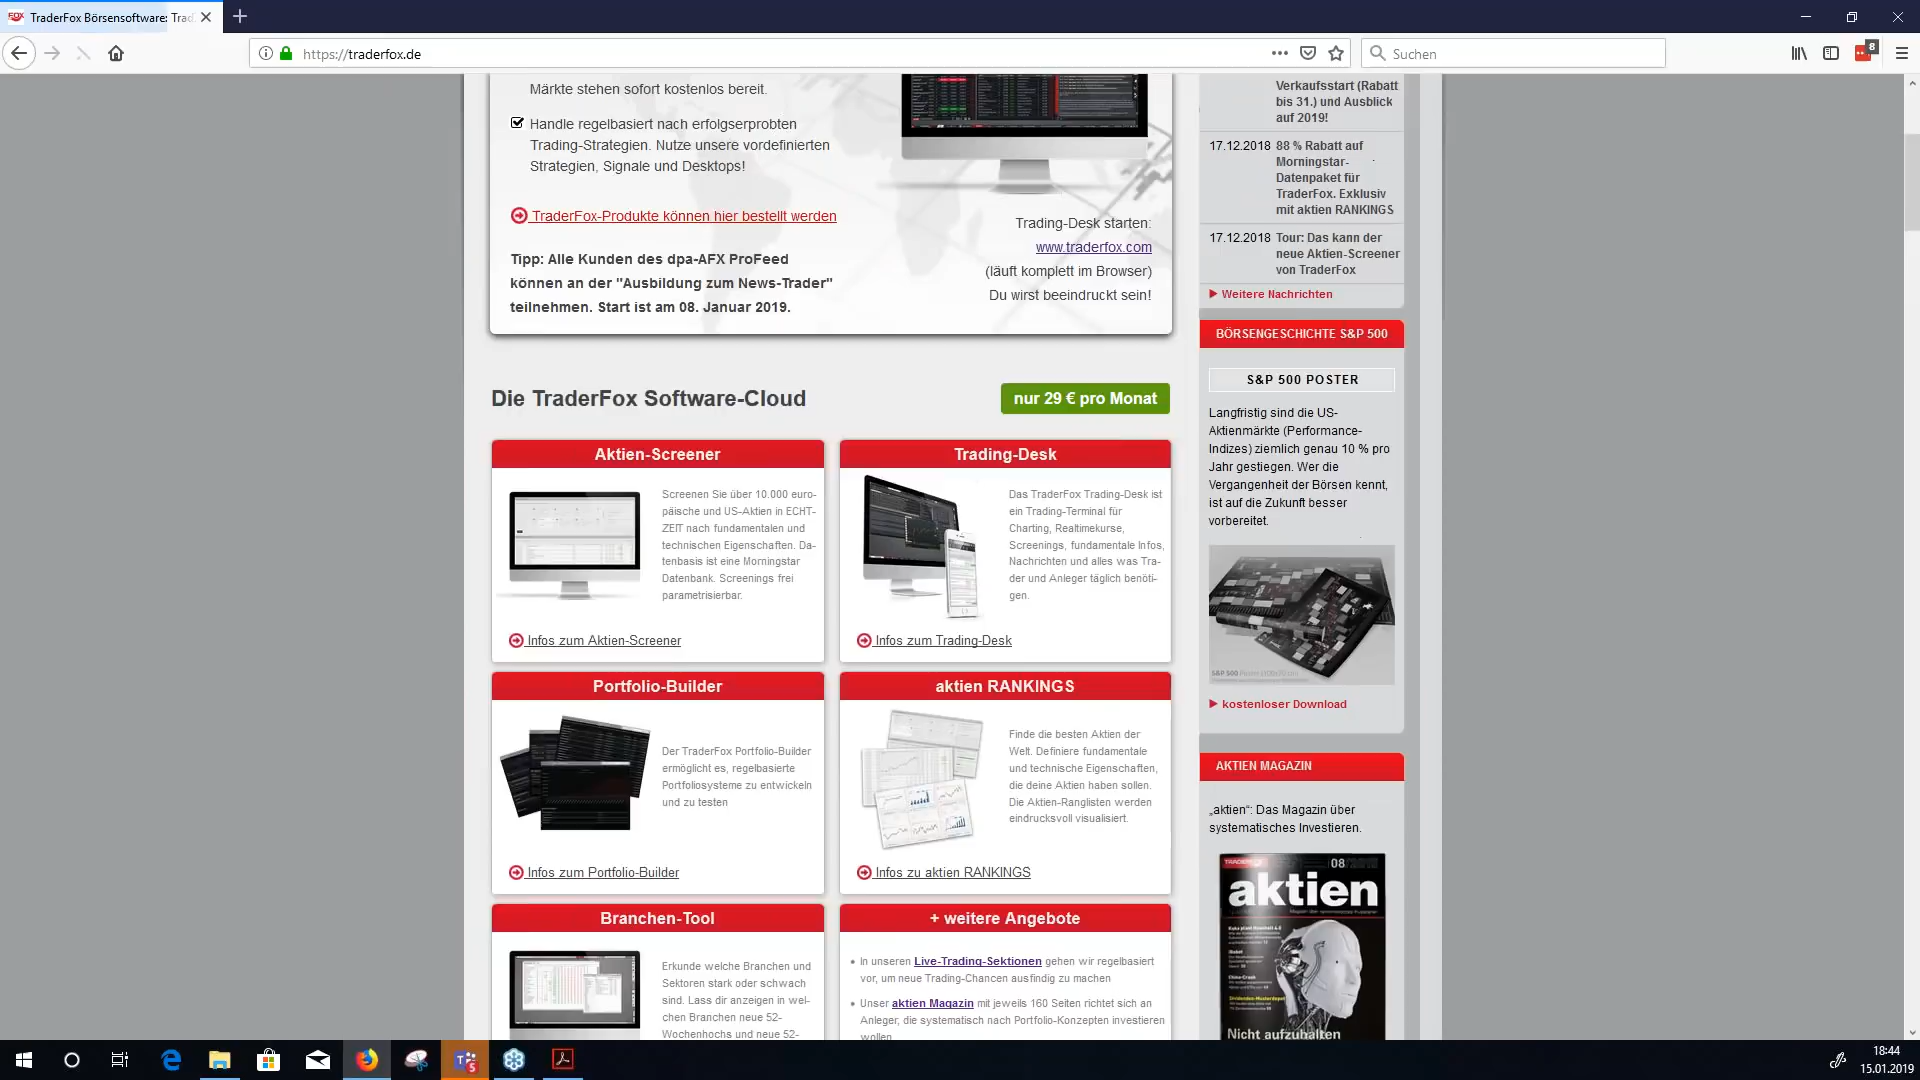 TraderFox Börsensoftware: Trad
https://traderfox.de
Suchen
8
Märkte stehen sofort kostenlos bereit.
Handle regelbasiert nach erfolgserprobten
Trading-Strategien. Nutze unsere vordefinierten
Strategien, Signale und Desktops!
TraderFox-Produkte können hier bestellt werden
Tipp: Alle Kunden des dpa-AFX ProFeed
können an der "Ausbildung zum News-Trader"
teilnehmen. Start ist am 08. Januar 2019.
Trading-Desk starten:
www.traderfox.com
(läuft komplett im Browser)
Du wirst beeindruckt sein!
Verkaufsstart (Rabatt
bis 31.) und Ausblick
auf 2019!
17.12.2018 88 % Rabatt auf
Morningstar-
Datenpaket für
TraderFox. Exklusiv
mit aktien RANKINGS
17.12.2018 Tour: Das kann der
neue Aktien-Screener
von TraderFox
Weitere Nachrichten
Die TraderFox Software-Cloud
nur 29 € pro Monat
Aktien-Screener
Screenen Sie über 10.000 euro-
päische und US-Aktien in ECHT-
ZEIT nach fundamentalen und
technischen Eigenschaften. Da-
tenbasis ist eine Morningstar
Datenbank. Screenings frei
parametrisierbar.
Infos zum Aktien-Screener
Trading-Desk
Das TraderFox Trading-Desk ist
ein Trading-Terminal für
Charting, Realtimekurse,
Screenings, fundamentale Infos,
Nachrichten und alles was Tra-
der und Anleger täglich benöti-
gen.
Infos zum Trading-Desk
Portfolio-Builder
Der TraderFox Portfolio-Builder
ermöglicht es, regelbasierte
Portfoliosysteme zu entwickeln
und zu testen
Infos zum Portfolio-Builder
aktien RANKINGS
Finde die besten Aktien der
Welt. Definiere fundamentale
und technische Eigenschaften,
die deine Aktien haben sollen.
Die Aktien-Ranglisten werden
eindrucksvoll visualisiert.
Infos zu aktien RANKINGS
Branchen-Tool
Erkunde welche Branchen und
Sektoren stark oder schwach
sind. Lass dir anzeigen in wel-
chen Branchen neue 52-
Wochenhochs und neue 52-
+ weitere Angebote
In unseren Live-Trading-Sektionen gehen wir regelbasiert
vor, um neue Trading-Chancen ausfindig zu machen
Unser aktien Magazin mit jeweils 160 Seiten richtet sich an
Anleger, die systematisch nach Portfolio-Konzepten investieren
wollen
BÖRSENGESCHICHTE S&P 500
S&P 500 POSTER
Langfristig sind die US-
Aktienmärkte (Performance-
Indizes) ziemlich genau 10 % pro
Jahr gestiegen. Wer die
Vergangenheit der Börsen kennt,
ist auf die Zukunft besser
vorbereitet.
S&P 500 Poster
kostenloser Download
AKTIEN MAGAZIN
„aktien“: Das Magazin über
systematisches Investieren.
08
aktien
Nicht aufzuhalten
18:44
15.01.2019